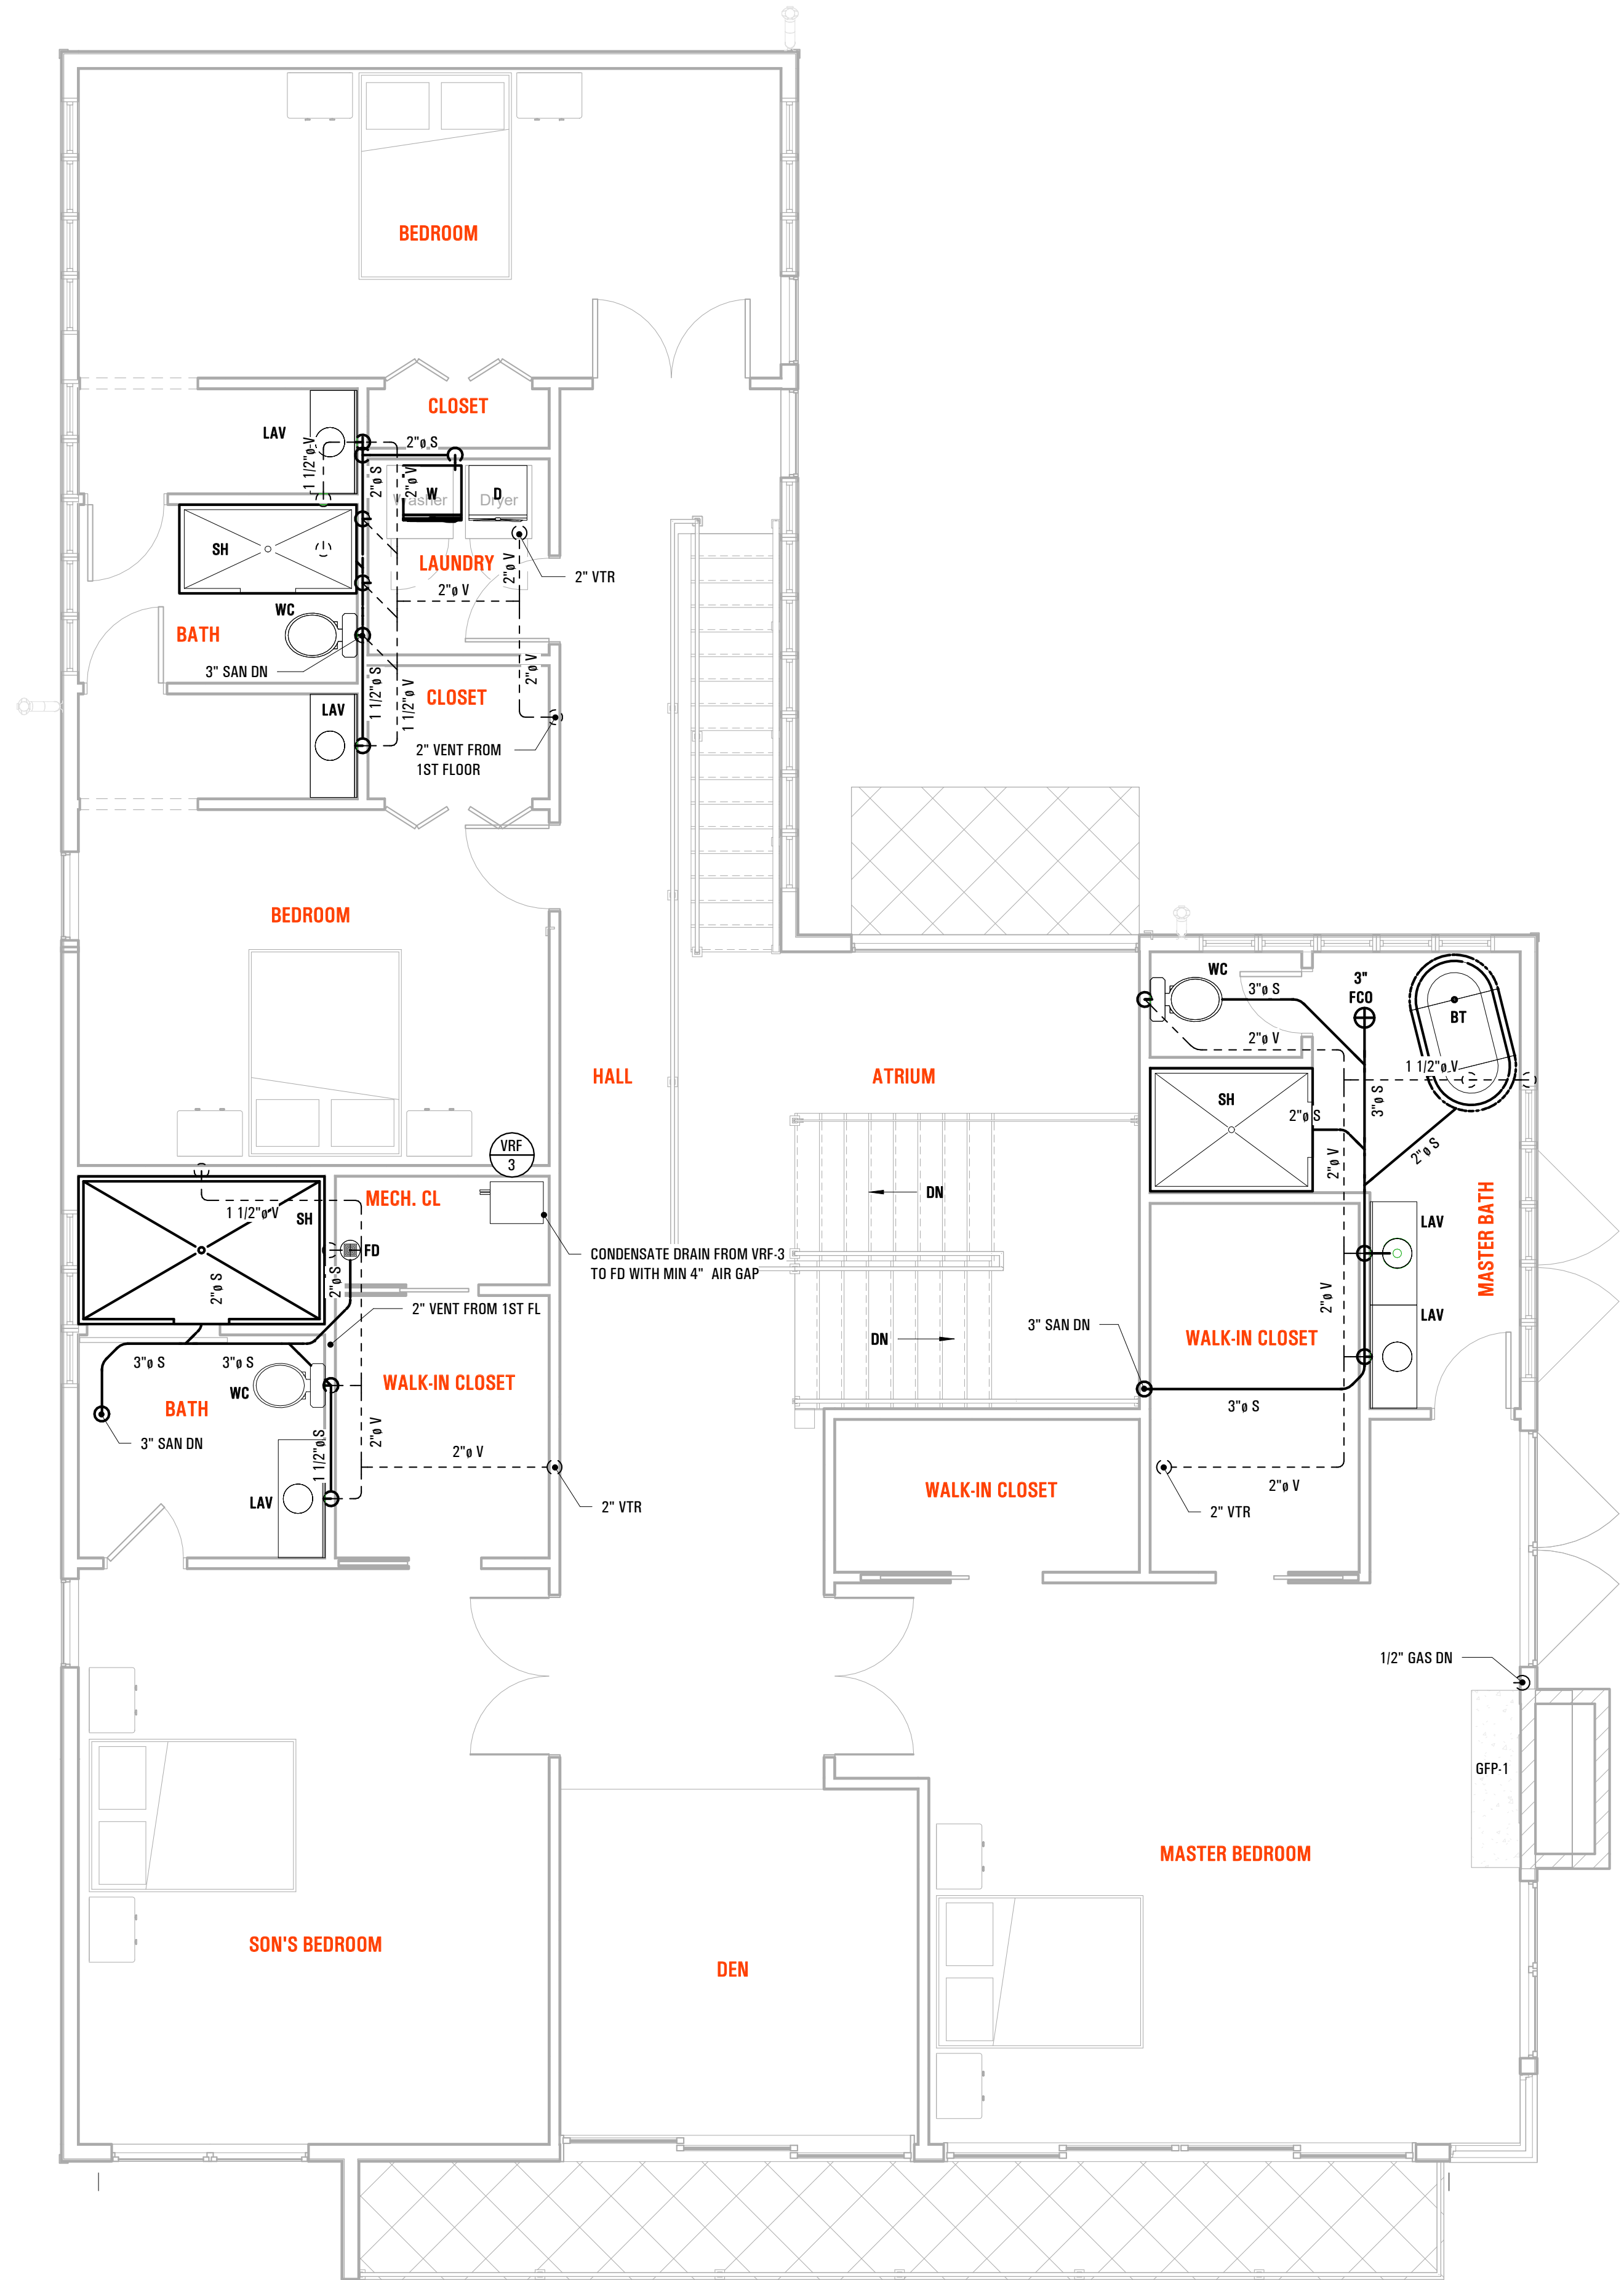 BEDROOM
CLOSET
LAV
2"ø S
1 1/2"ø V
2"ø S
2"ø V
W
D
Washer
Dryer
SH
LAUNDRY
2"ø V
2" VTR
2"ø V
WC
BATH
3" SAN DN
2"ø V
1 1/2"ø S
1 1/2"ø V
CLOSET
LAV
2" VENT FROM
1ST FLOOR
BEDROOM
HALL
ATRIUM
WC
3"ø S
3"
FCO
BT
2"ø V
1 1/2"ø V
SH
2"ø S
3"ø S
2"ø V
2"ø S
VRF
3
MECH. CL
DN
1 1/2"ø V
SH
FD
LAV
MASTER BATH
CONDENSATE DRAIN FROM VRF-3
TO FD WITH MIN 4" AIR GAP
2"ø S
2"ø S
2" VENT FROM 1ST FL
2"ø V
LAV
3" SAN DN
DN
WALK-IN CLOSET
3"ø S
3"ø S
WC
WALK-IN CLOSET
BATH
3"ø S
3" SAN DN
2"ø V
1 1/2"ø S
2"ø V
2"ø V
LAV
2" VTR
WALK-IN CLOSET
2" VTR
1/2" GAS DN
GFP-1
MASTER BEDROOM
SON'S BEDROOM
DEN